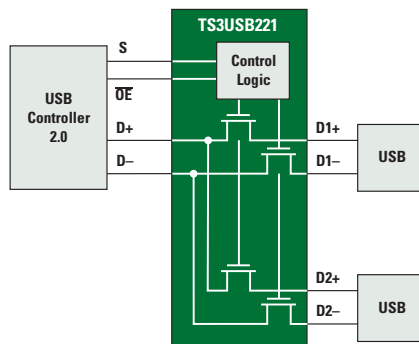 TS3USB221
S
OE
Control
Logic
USB
Controller
2.0
D+
D–
D1+
D1–
USB
D2+
D2–
USB